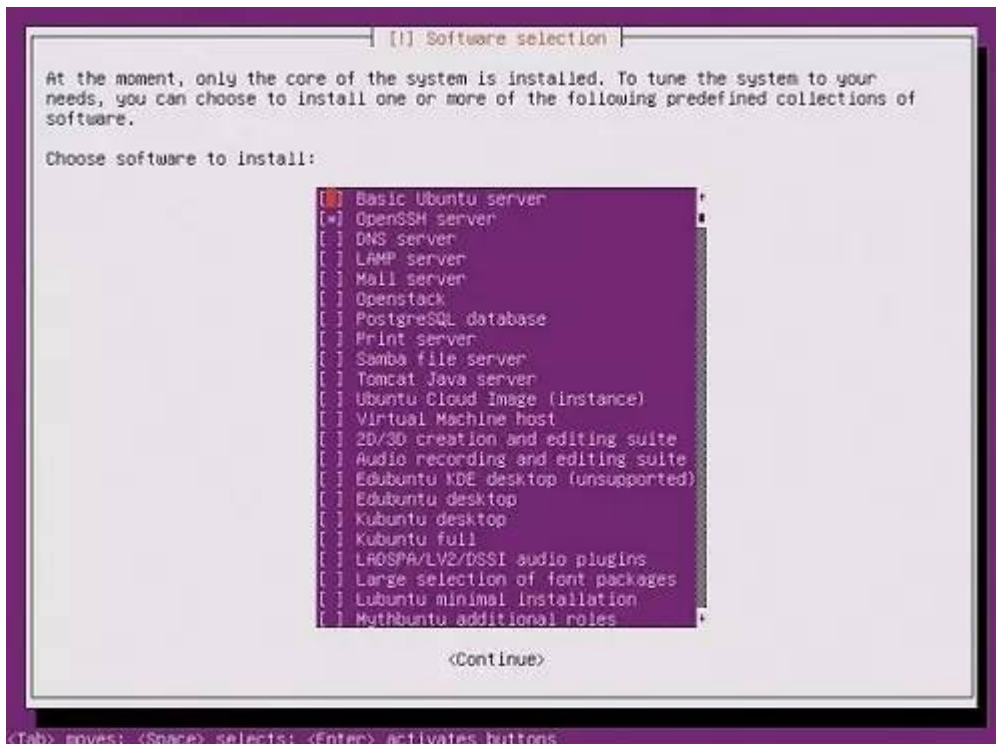 [!] Software selection
At the moment, only the core of the system is installed. To tune the system to your
needs, you can choose to install one or more of the following predefined collections of
software.
Choose software to install:
[ ] Basic Ubuntu server
[*] OpenSSH server
[ ] DNS server
[ ] LAMP server
[ ] Mail server
[ ] Openstack
[ ] PostgreSQL database
[ ] Print server
[ ] Samba file server
[ ] Tomcat Java server
[ ] Ubuntu Cloud Image (instance)
[ ] Virtual Machine host
[ ] 2D/3D creation and editing suite
[ ] Audio recording and editing suite
[ ] Edubuntu KDE desktop (unsupported)
[ ] Edubuntu desktop
[ ] Kubuntu desktop
[ ] Kubuntu full
[ ] LADSPA/LV2/DSSI audio plugins
[ ] Large selection of font packages
[ ] Lubuntu minimal installation
[ ] Mythbuntu additional roles
<Continue>
<Tab> moves; <Space> selects; <Enter> activates buttons